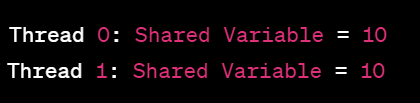 Thread 0: Shared Variable = 10
Thread 1: Shared Variable = 10